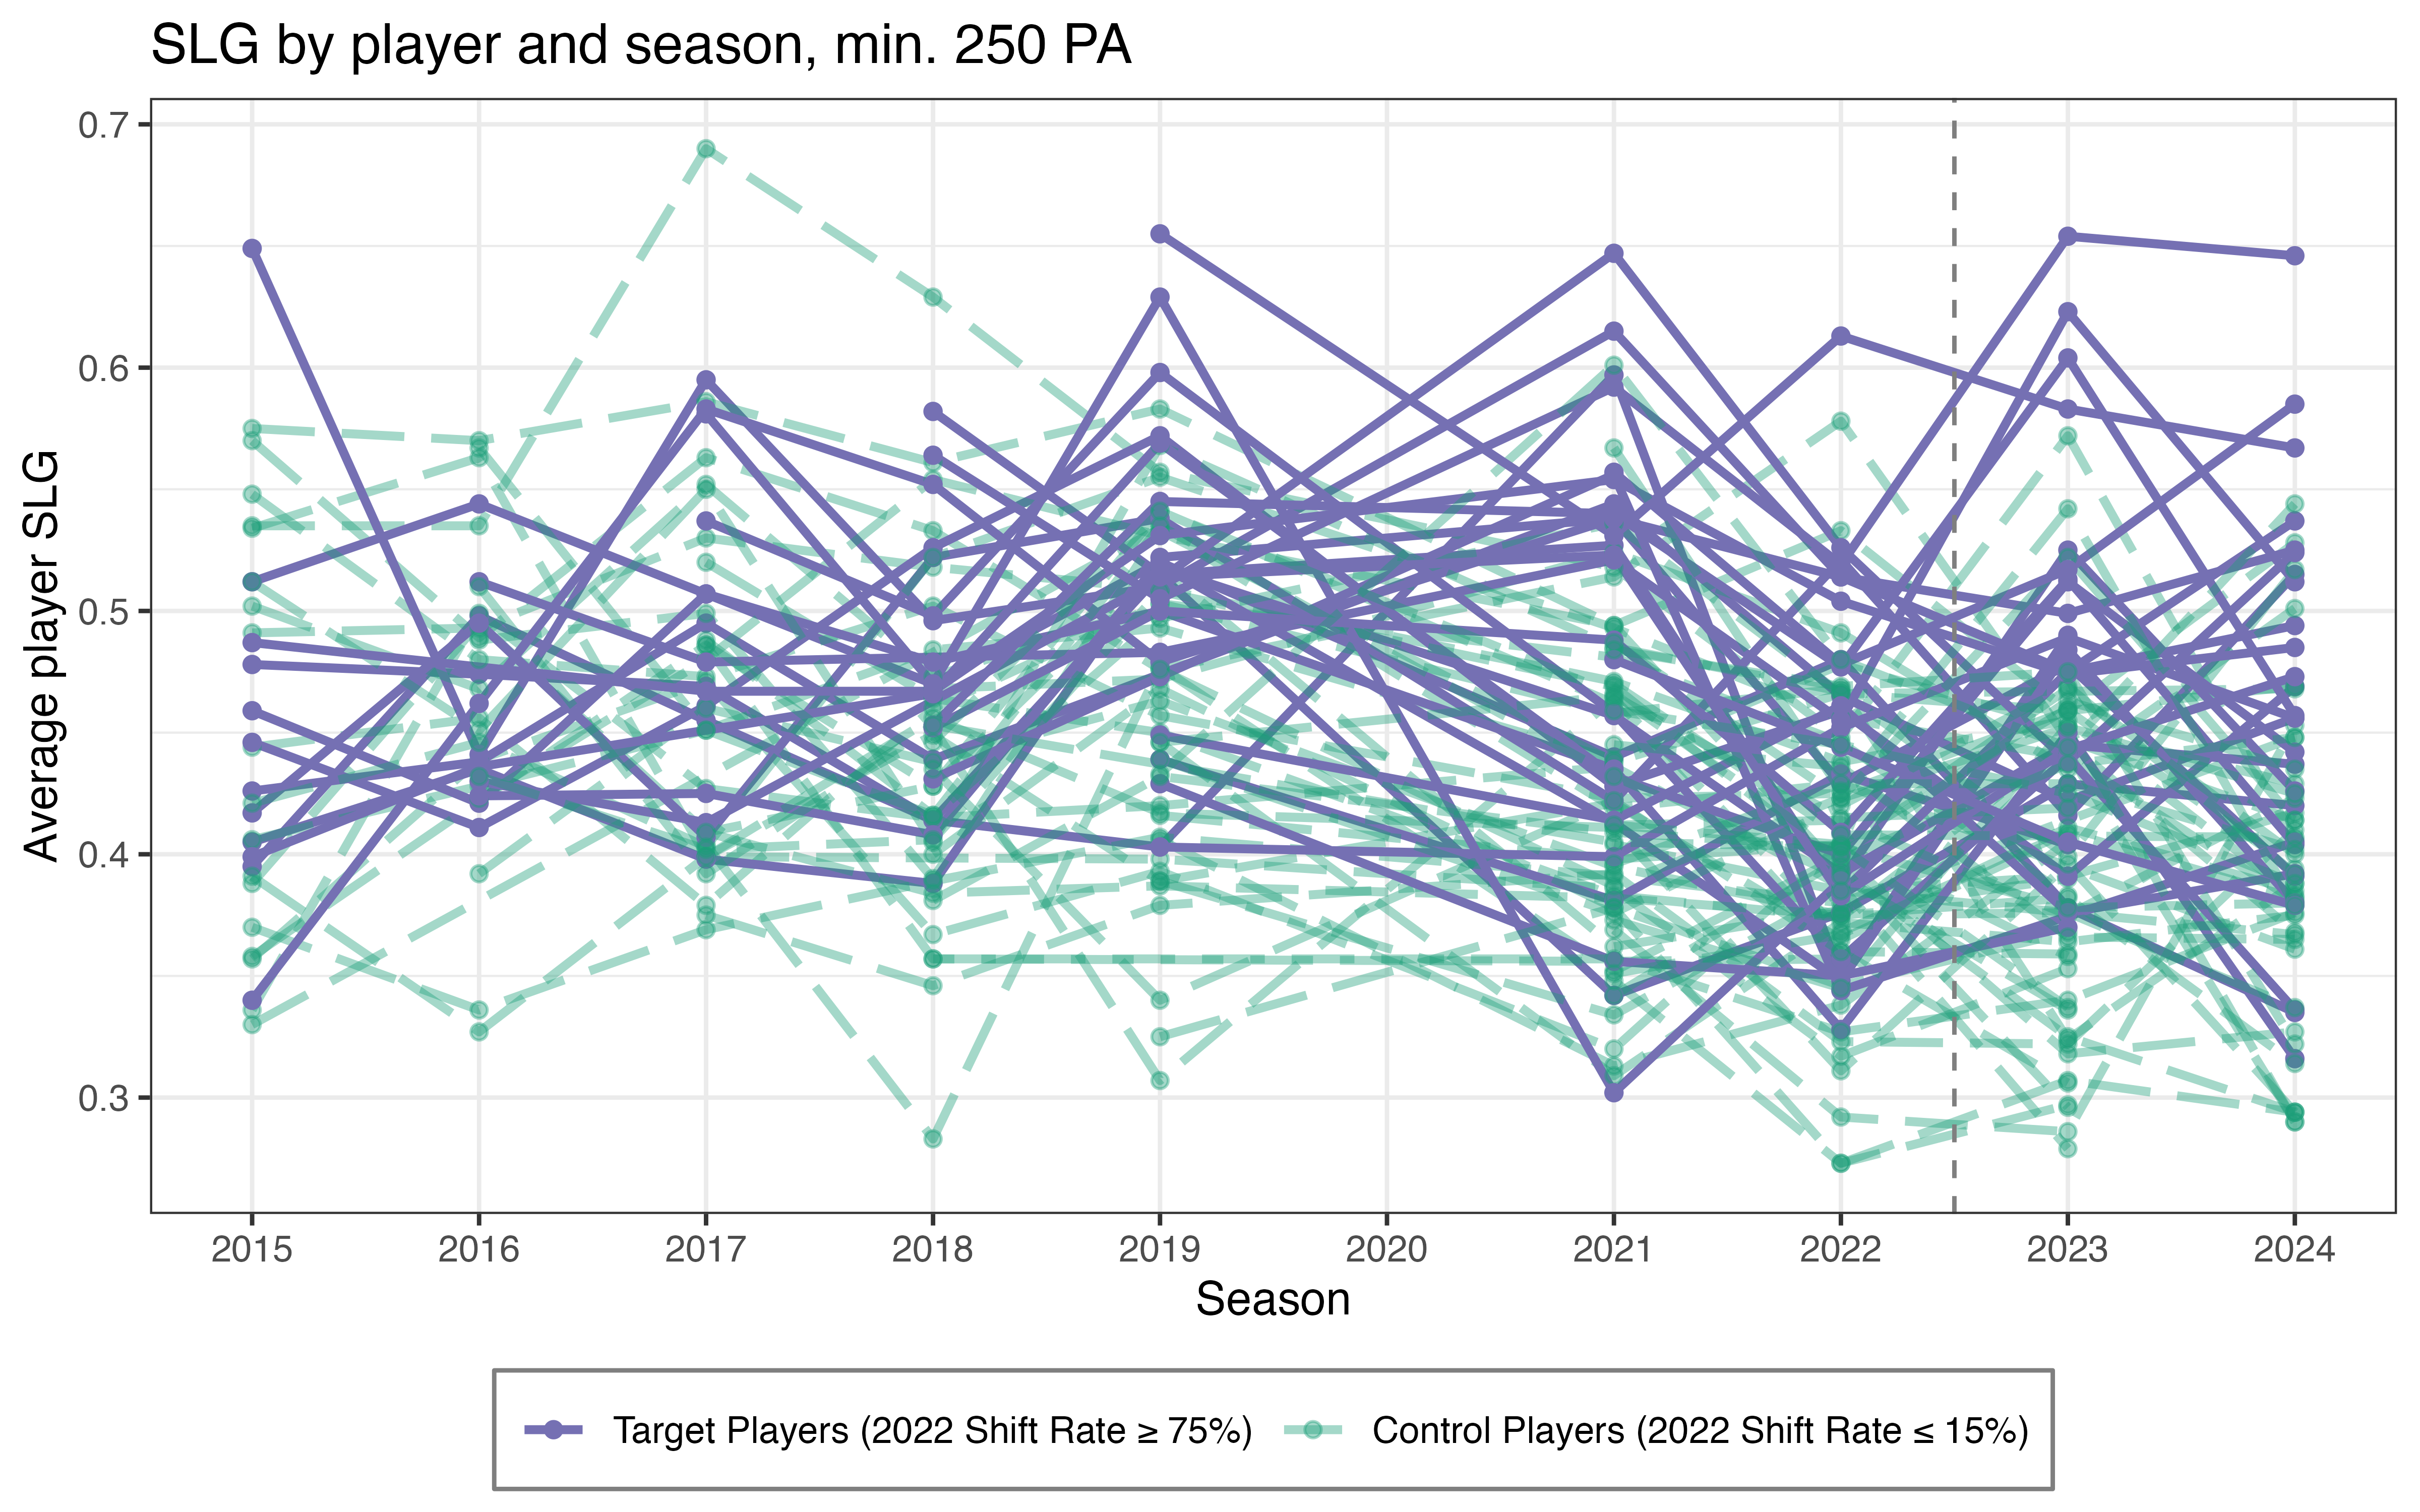 SLG by player and season, min. 250 PA
Average player SLG
0.7
0.6
0.5
0.4
0.3
2015 2016 2017 2018 2019 2020 2021 2022 2023 2024
Season
Target Players (2022 Shift Rate ≥ 75%) Control Players (2022 Shift Rate ≤ 15%)